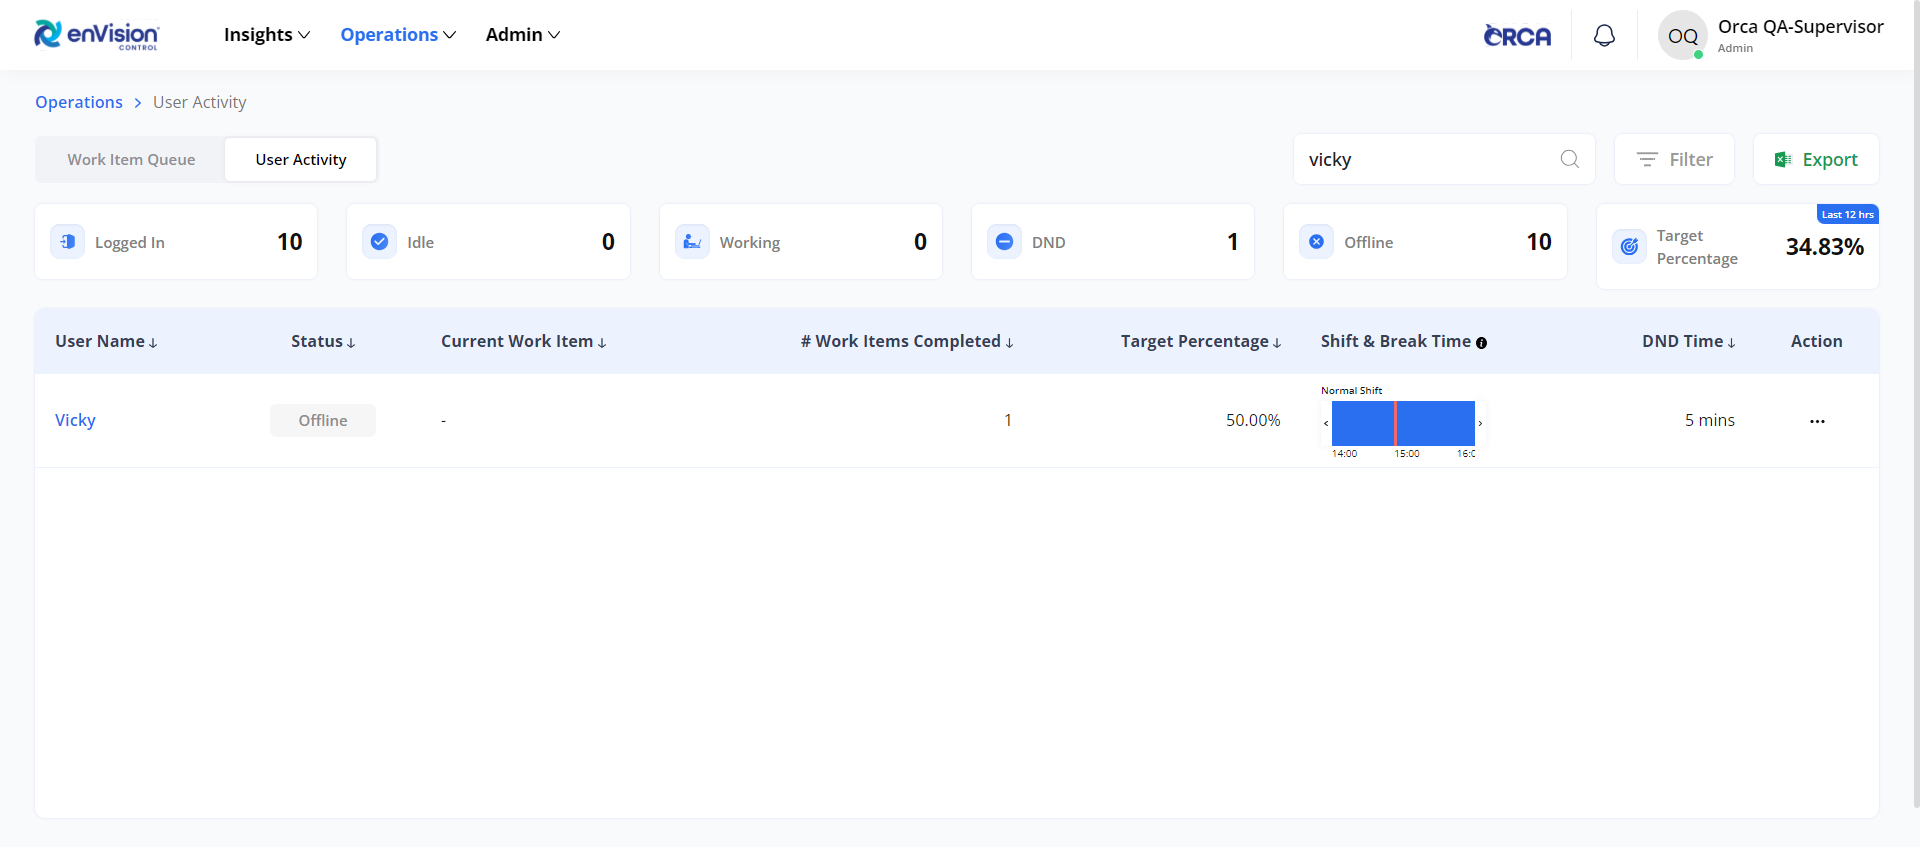 enVision CONTROL
Insights Operations Admin
ORCA
OQ
Orca QA-Supervisor
Admin
Operations > User Activity
Work Item Queue User Activity
vicky
Filter
Export
Logged In 10
Idle 0
Working 0
DND 1
Offline 10
Last 12 hrs
Target Percentage 34.83%
User Name Status Current Work Item # Work Items Completed Target Percentage Shift & Break Time DND Time Action
Normal Shift
Vicky Offline - 1 50.00% 5 mins ...
14:00 15:00